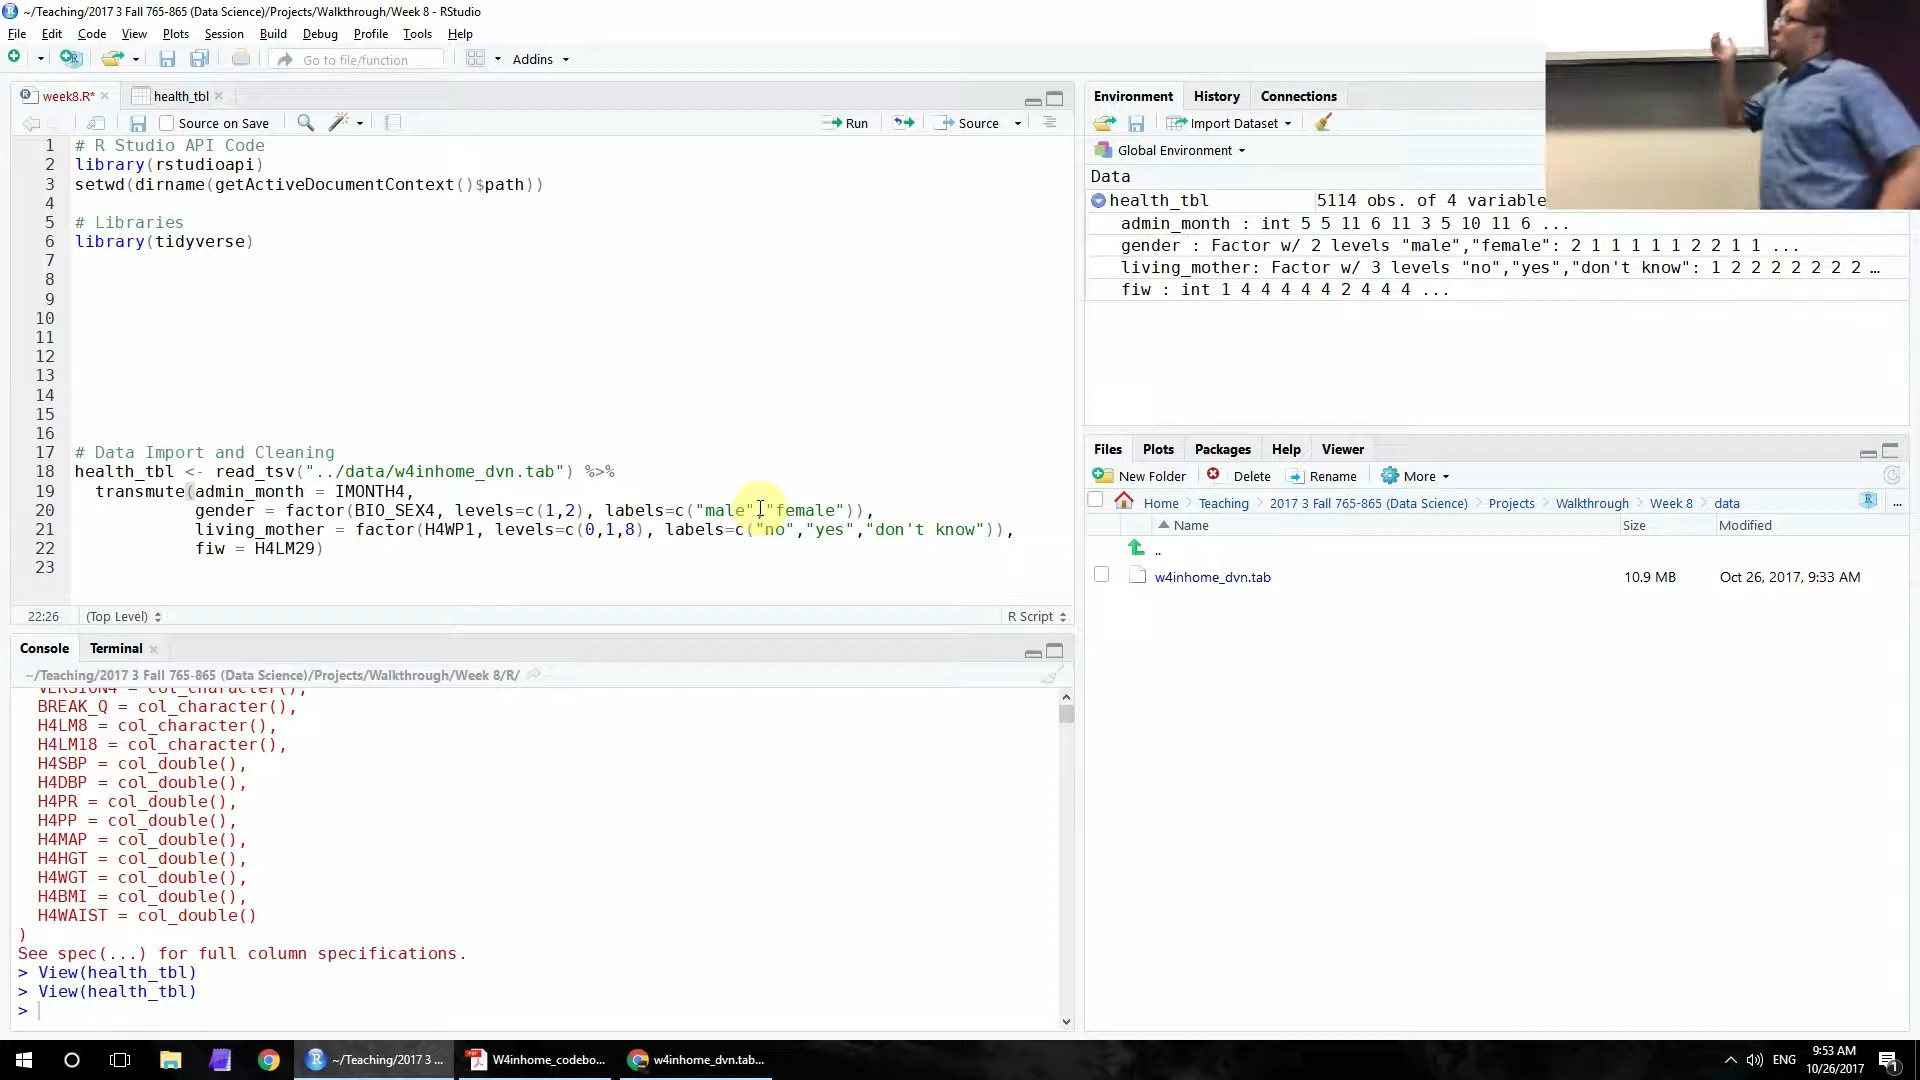 ~/Teaching/2017 3 Fall 765-865 (Data Science)/Projects/Walkthrough/Week 8 - RStudio
File Edit Code View Plots Session Build Debug Profile Tools Help
Go to file/function Addins
week8.R* health_tbl
Source on Save Run Source
1 # R Studio API Code
2 library(rstudioapi)
3 setwd(dirname(getActiveDocumentContext()$path))
4
5 # Libraries
6 library(tidyverse)
7
8
9
10
11
12
13
14
15
16
17 # Data Import and Cleaning
18 health_tbl <- read_tsv("../data/w4inhome_dvn.tab") %>%
19 transmute(admin_month = IMONTH4,
20 gender = factor(BIO_SEX4, levels=c(1,2), labels=c("male","female")),
21 living_mother = factor(H4WP1, levels=c(0,1,8), labels=c("no","yes","don't know")),
22 fiw = H4LM29)
23
22:26 (Top Level) R Script
Console Terminal
~/Teaching/2017 3 Fall 765-865 (Data Science)/Projects/Walkthrough/Week 8/R/
VERSION4 = col_character(),
BREAK_Q = col_character(),
H4LM8 = col_character(),
H4LM18 = col_character(),
H4SBP = col_double(),
H4DBP = col_double(),
H4PR = col_double(),
H4PP = col_double(),
H4MAP = col_double(),
H4HGT = col_double(),
H4WGT = col_double(),
H4BMI = col_double(),
H4WAIST = col_double()
)
See spec(...) for full column specifications.
> View(health_tbl)
> View(health_tbl)
>
Environment History Connections
Import Dataset
Global Environment
Data
health_tbl 5114 obs. of 4 variable
admin_month : int 5 5 11 6 11 3 5 10 11 6 ...
gender : Factor w/ 2 levels "male","female": 2 1 1 1 1 1 2 2 1 1 ...
living_mother: Factor w/ 3 levels "no","yes","don't know": 1 2 2 2 2 2 2 2 …
fiw : int 1 4 4 4 4 4 2 4 4 4 ...
Files Plots Packages Help Viewer
New Folder Delete Rename More
Home Teaching 2017 3 Fall 765-865 (Data Science) Projects Walkthrough Week 8 data ...
Name Size Modified
..
w4inhome_dvn.tab 10.9 MB Oct 26, 2017, 9:33 AM
~/Teaching/2017 3 ... W4inhome_codebo... w4inhome_dvn.tab... ENG 9:53 AM
10/26/2017 1